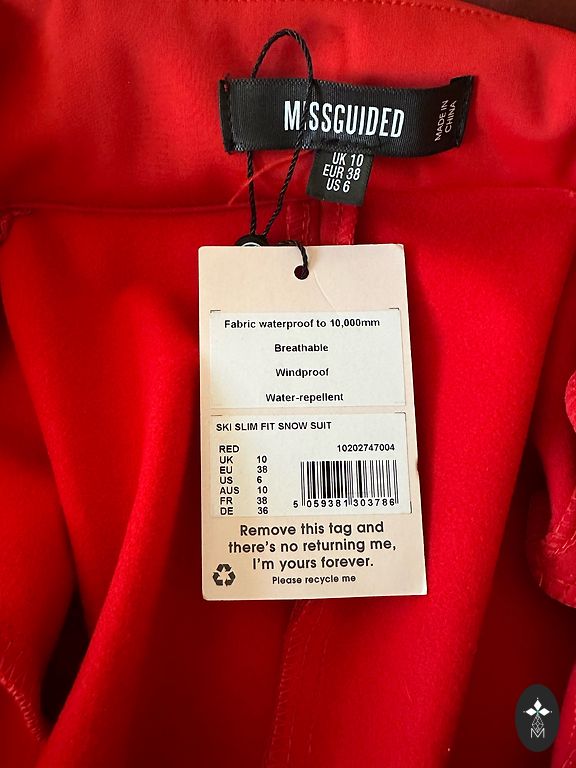 MISSGUIDED
MADE IN
CHINA
UK 10
EUR 38
US 6
Fabric waterproof to 10,000mm
Breathable
Windproof
Water-repellent
SKI SLIM FIT SNOW SUIT
RED 10202747004
UK 10
EU 38
US 6
AUS 10
FR 38
DE 36
5 059381 303786
Remove this tag and
there's no returning me,
I'm yours forever.
Please recycle me
M